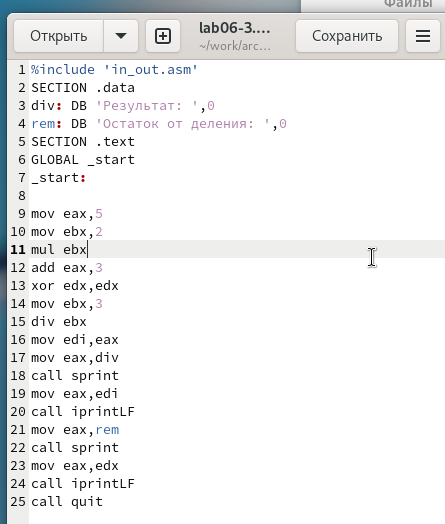 Файлы
Открыть
lab06-3....
~/work/arc...
Сохранить
1 %include 'in_out.asm'
2 SECTION .data
3 div: DB 'Результат: ',0
4 rem: DB 'Остаток от деления: ',0
5 SECTION .text
6 GLOBAL _start
7 _start:
8
9 mov eax,5
10 mov ebx,2
11 mul ebx
12 add eax,3
13 xor edx,edx
14 mov ebx,3
15 div ebx
16 mov edi,eax
17 mov eax,div
18 call sprint
19 mov eax,edi
20 call iprintLF
21 mov eax,rem
22 call sprint
23 mov eax,edx
24 call iprintLF
25 call quit